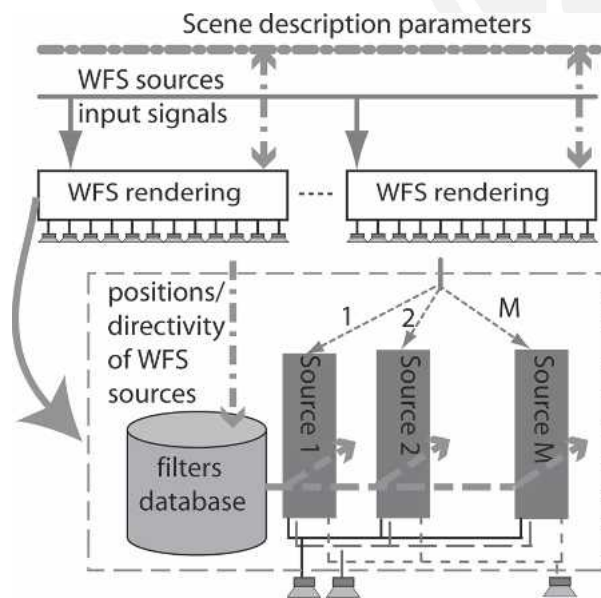 Scene description parameters
WFS sources
input signals
WFS rendering
WFS rendering
positions/
directivity
of WFS
sources
1
2
M
Source 1
Source 2
Source M
filters
database